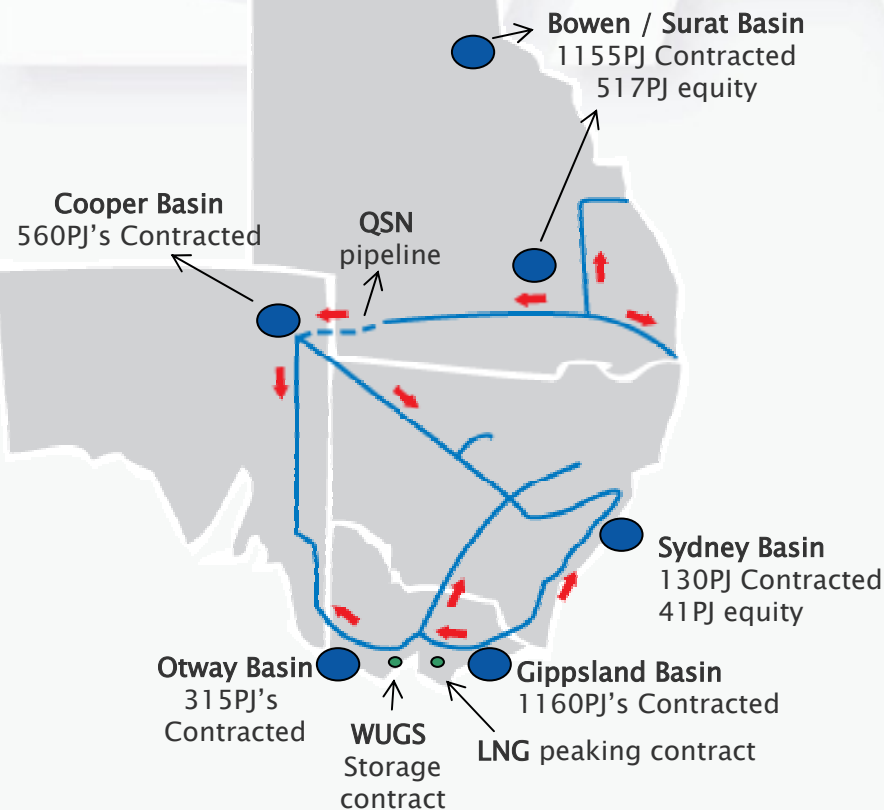 Bowen / Surat Basin
1155PJ Contracted
517PJ equity
Cooper Basin
560PJ's Contracted
QSN
pipeline
Sydney Basin
130PJ Contracted
41PJ equity
Otway Basin
315PJ's
Contracted
Gippsland Basin
1160PJ's Contracted
WUGS
Storage
contract
LNG peaking contract